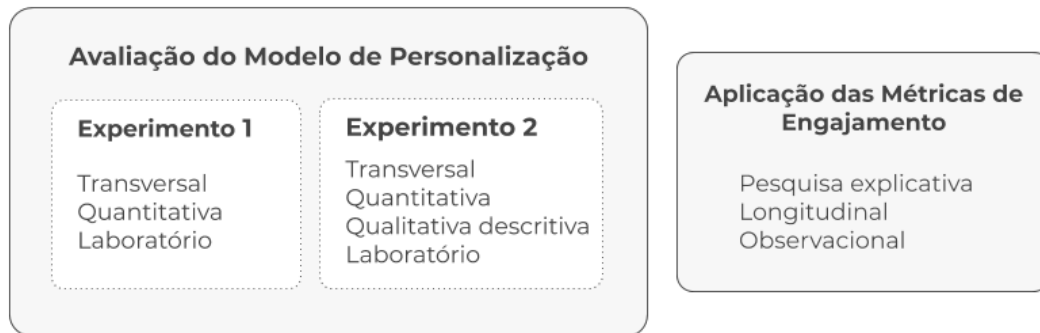 Avaliação do Modelo de Personalização
Experimento 1
Transversal
Quantitativa
Laboratório
Experimento 2
Transversal
Quantitativa
Qualitativa descritiva
Laboratório
Aplicação das Métricas de
Engajamento
Pesquisa explicativa
Longitudinal
Observacional